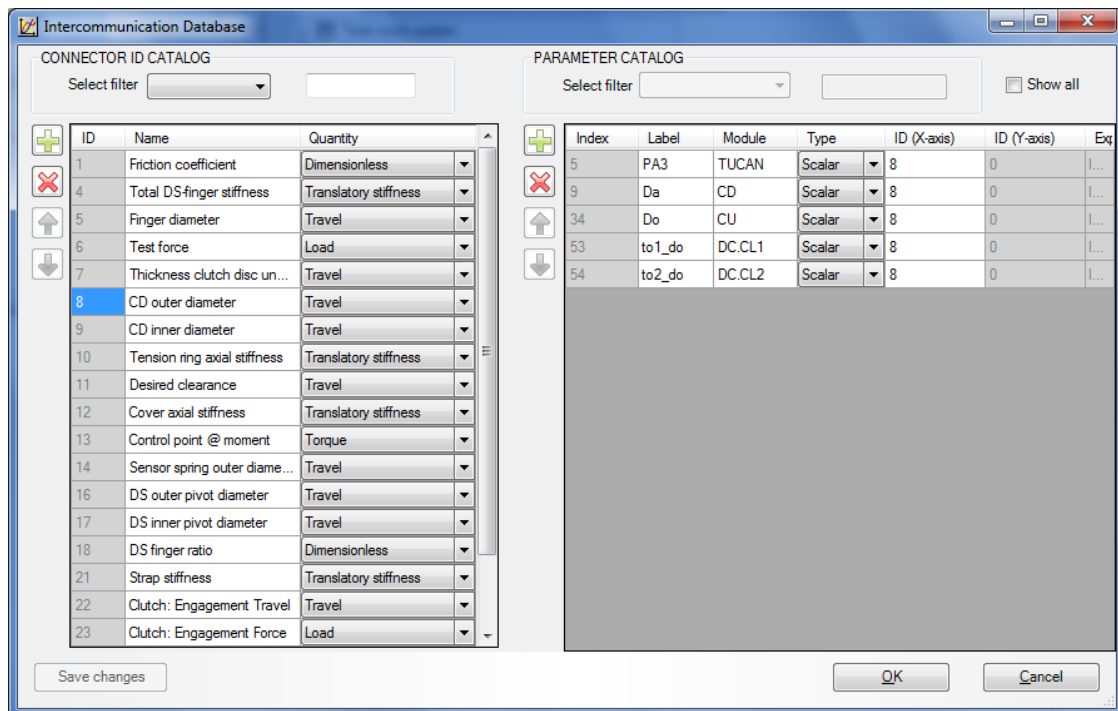 Intercommunication Database
CONNECTOR ID CATALOG
Select filter
PARAMETER CATALOG
Select filter
Show all
ID Name Quantity
1 Friction coefficient Dimensionless
4 Total DS-finger stiffness Translatory stiffness
5 Finger diameter Travel
6 Test force Load
7 Thickness clutch disc un... Travel
8 CD outer diameter Travel
9 CD inner diameter Travel
10 Tension ring axial stiffness Translatory stiffness
11 Desired clearance Travel
12 Cover axial stiffness Translatory stiffness
13 Control point @ moment Torque
14 Sensor spring outer diame... Travel
16 DS outer pivot diameter Travel
17 DS inner pivot diameter Travel
18 DS finger ratio Dimensionless
21 Strap stiffness Translatory stiffness
22 Clutch: Engagement Travel Travel
23 Clutch: Engagement Force Load
Index Label Module Type ID (X-axis) ID (Y-axis) Exp
5 PA3 TUCAN Scalar 8 0 I...
9 Da CD Scalar 8 0 I...
34 Do CU Scalar 8 0 I...
53 to1_do DC.CL1 Scalar 8 0 I...
54 to2_do DC.CL2 Scalar 8 0 I...
Save changes
OK
Cancel